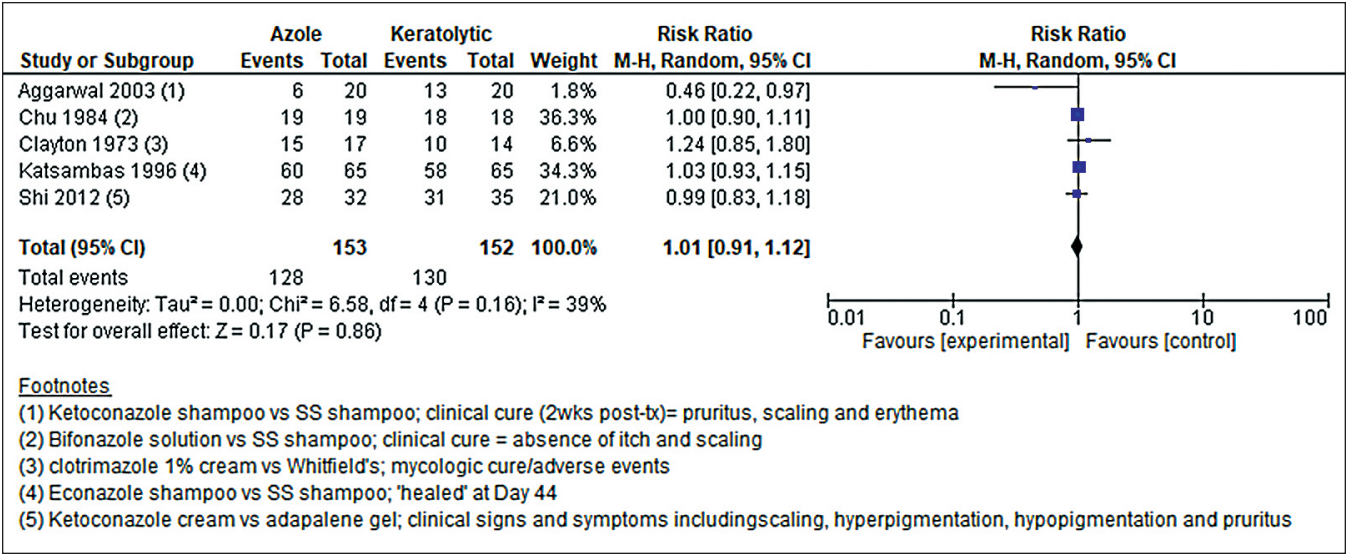 Azole Keratolytic Risk Ratio Risk Ratio
Study or Subgroup Events Total Events Total Weight M-H, Random, 95% CI M-H, Random, 95% CI
Aggarwal 2003 (1) 6 20 13 20 1.8% 0.46 [0.22, 0.97]
Chu 1984 (2) 19 19 18 18 36.3% 1.00 [0.90, 1.11]
Clayton 1973 (3) 15 17 10 14 6.6% 1.24 [0.85, 1.80]
Katsambas 1996 (4) 60 65 58 65 34.3% 1.03 [0.93, 1.15]
Shi 2012 (5) 28 32 31 35 21.0% 0.99 [0.83, 1.18]
Total (95% CI) 153 152 100.0% 1.01 [0.91, 1.12]
Total events 128 130
Heterogeneity: Tau² = 0.00; Chi² = 6.58, df = 4 (P = 0.16); I² = 39%
Test for overall effect: Z = 0.17 (P = 0.86)
0.01 0.1 1 10 100
Favours [experimental] Favours [control]
Footnotes
(1) Ketoconazole shampoo vs SS shampoo; clinical cure (2wks post-tx)= pruritus, scaling and erythema
(2) Bifonazole solution vs SS shampoo; clinical cure = absence of itch and scaling
(3) clotrimazole 1% cream vs Whitfield's; mycologic cure/adverse events
(4) Econazole shampoo vs SS shampoo; 'healed' at Day 44
(5) Ketoconazole cream vs adapalene gel; clinical signs and symptoms includingscaling, hyperpigmentation, hypopigmentation and pruritus